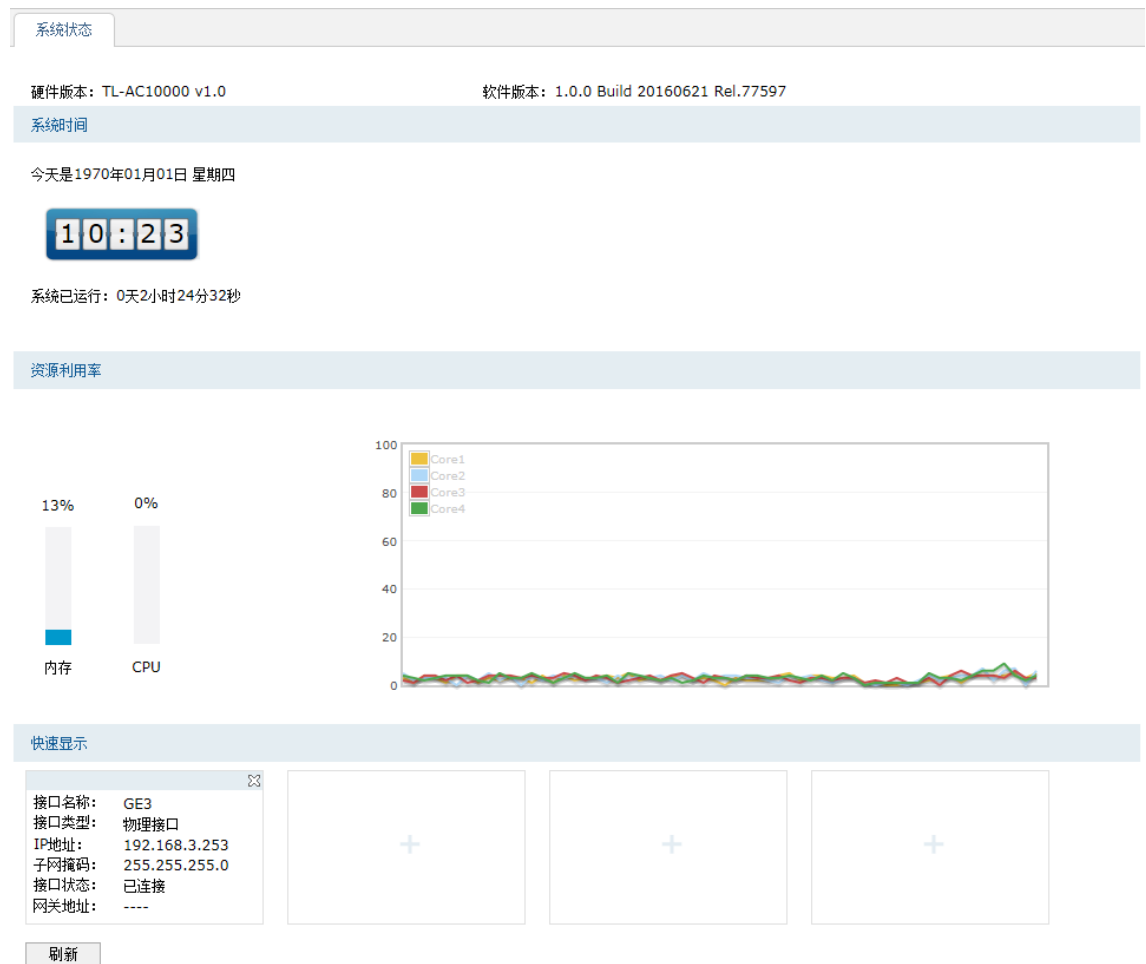 系统状态
硬件版本：TL-AC10000 v1.0 软件版本：1.0.0 Build 20160621 Rel.77597
系统时间
今天是1970年01月01日 星期四
10:23
系统已运行：0天2小时24分32秒
资源利用率
100
80
60
40
20
0
Core1
Core2
Core3
Core4
13% 0%
内存 CPU
快速显示
接口名称： GE3
接口类型： 物理接口
IP地址： 192.168.3.253
子网掩码： 255.255.255.0
接口状态： 已连接
网关地址： ----
刷新